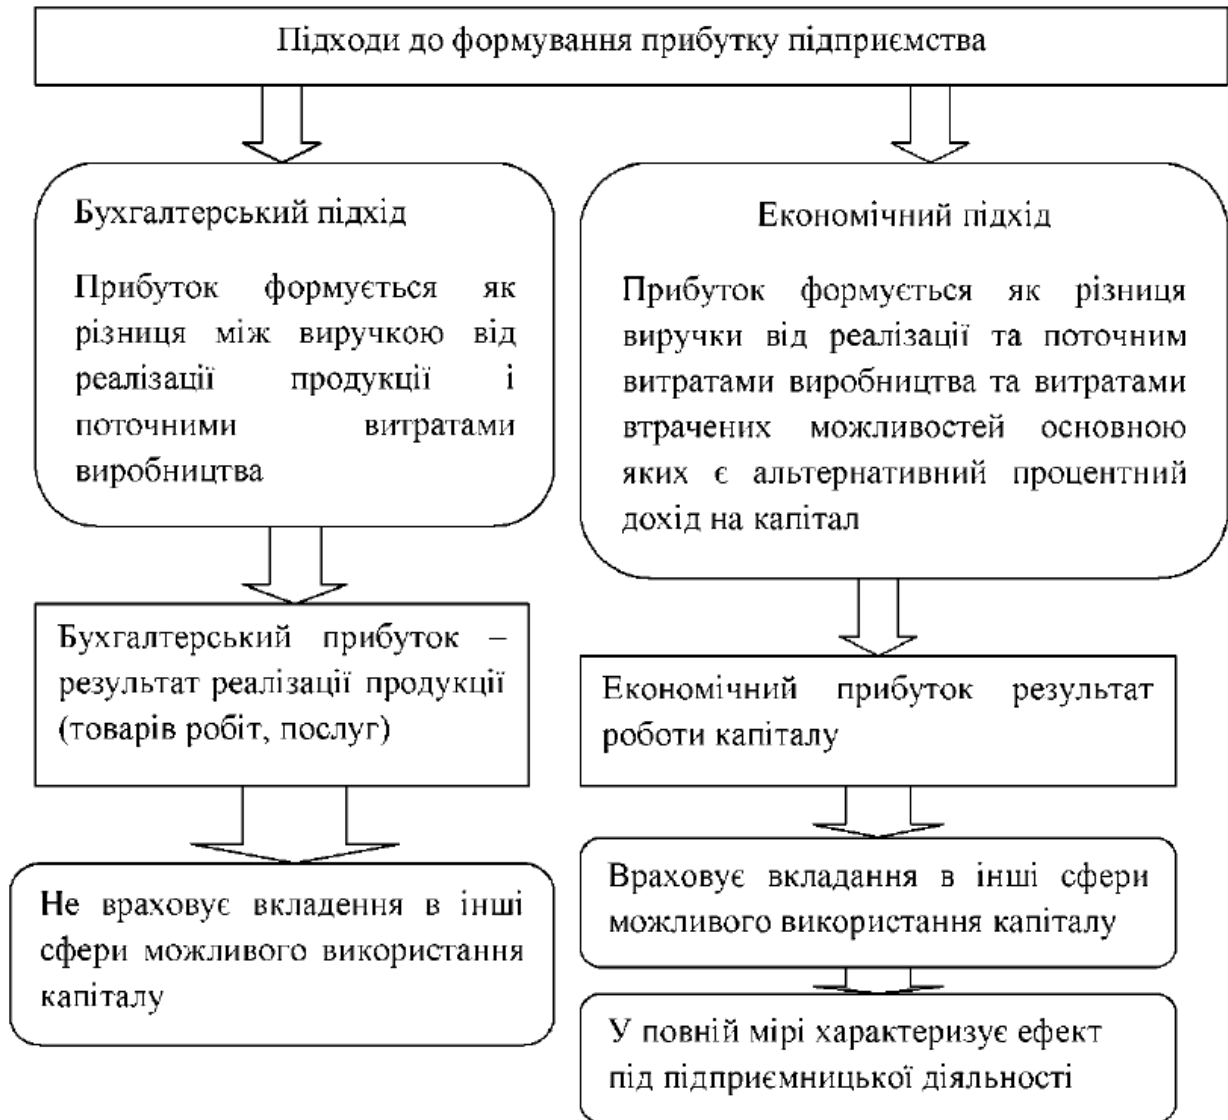 Підходи до формування прибутку підприємства
Бухгалтерський підхід
Прибуток формується як
різниця між виручкою від
реалізації продукції і
поточними витратами
виробництва
Економічний підхід
Прибуток формується як різниця
виручки від реалізації та поточним
витратами виробництва та витратами
втрачених можливостей основною
яких є альтернативний процентний
дохід на капітал
Бухгалтерський прибуток –
результат реалізації продукції
(товарів робіт, послуг)
Економічний прибуток результат
роботи капіталу
Не враховує вкладення в інші
сфери можливого використання
капіталу
Враховує вкладання в інші сфери
можливого використання капіталу
У повній мірі характеризує ефект
під підприємницької діяльності